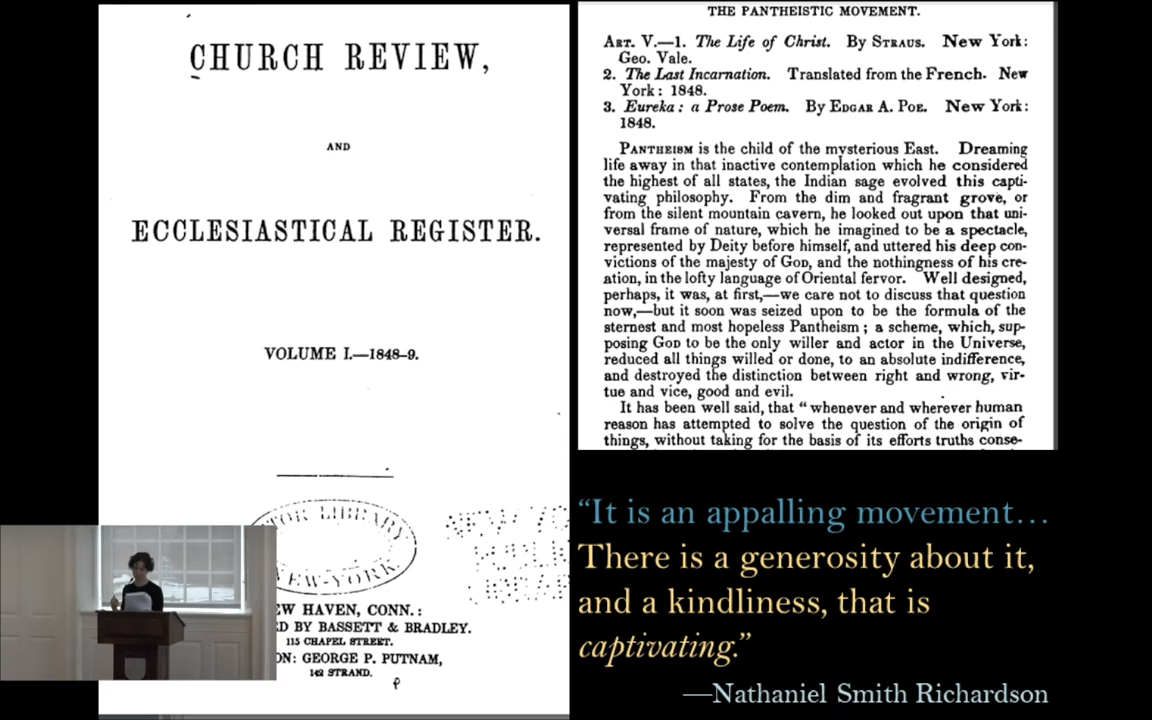 CHURCH REVIEW,
AND
ECCLESIASTICAL REGISTER.
VOLUME I.—1848-9.
LIBRARY
NEW-YORK.
HAVEN, CONN.:
BY BASSETT & BRADLEY.
115 CHAPEL STREET.
GEORGE P. PUTNAM,
142 STRAND.
THE PANTHEISTIC MOVEMENT.
ART. V.—1. The Life of Christ. By STRAUS. New York:
Geo. Vale.
2. The Last Incarnation. Translated from the French. New
York: 1848.
3. Eureka: a Prose Poem. By EDGAR A. POE. New York:
1848.
PANTHEISM is the child of the mysterious East. Dreaming
life away in that inactive contemplation which he considered
the highest of all states, the Indian sage evolved this capti-
vating philosophy. From the dim and fragrant grove, or
from the silent mountain cavern, he looked out upon that uni-
versal frame of nature, which he imagined to be a spectacle,
represented by Deity before himself, and uttered his deep con-
victions of the majesty of GOD, and the nothingness of his cre-
ation, in the lofty language of Oriental fervor. Well designed,
perhaps, it was, at first,—we care not to discuss that question
now,—but it soon was seized upon to be the formula of the
sternest and most hopeless Pantheism; a scheme, which, sup-
posing GOD to be the only willer and actor in the Universe,
reduced all things willed or done, to an absolute indifference,
and destroyed the distinction between right and wrong, vir-
tue and vice, good and evil.
It has been well said, that "whenever and wherever human
reason has attempted to solve the question of the origin of
things, without taking for the basis of its efforts truths conse-
“It is an appalling movement…
There is a generosity about it,
and a kindliness, that is
captivating.”
—Nathaniel Smith Richardson